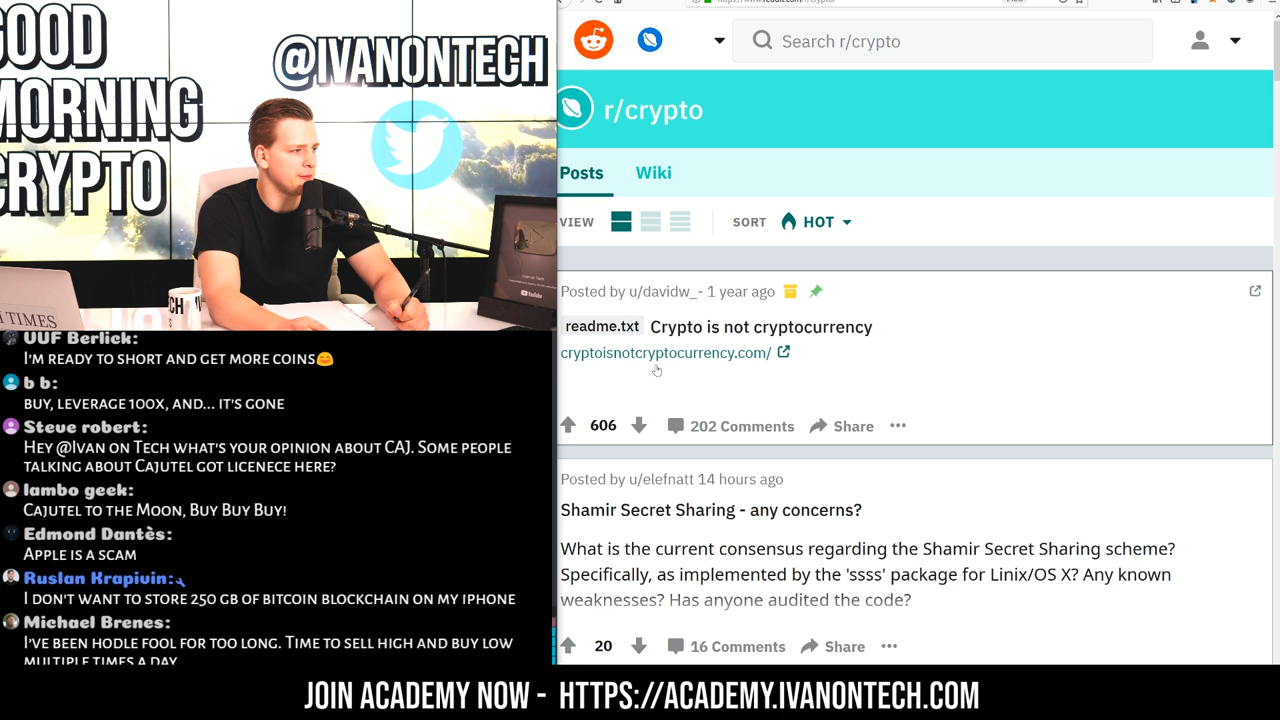 GOOD
MORNING
CRYPTO
@IVANONTECH
TIMES
YouTube
UUF Berlick:
I'M READY TO SHORT AND GET MORE COINS
b b:
BUY, LEVERAGE 100X, AND... IT'S GONE
Steve robert:
HEY @IVAN ON TECH WHAT'S YOUR OPINION ABOUT CAJ. SOME PEOPLE
TALKING ABOUT CAJUTEL GOT LICENECE HERE?
lambo geek:
CAJUTEL TO THE MOON, BUY BUY BUY!
Edmond Dantès:
APPLE IS A SCAM
Ruslan Krapivin:
I DON'T WANT TO STORE 250 GB OF BITCOIN BLOCKCHAIN ON MY IPHONE
Michael Brenes:
I'VE BEEN HODLE FOOL FOR TOO LONG. TIME TO SELL HIGH AND BUY LOW
MULTIPLE TIMES A DAY
Search r/crypto
r/crypto
Posts Wiki
VIEW SORT HOT
Posted by u/davidw_- 1 year ago
readme.txt Crypto is not cryptocurrency
cryptoisnotcryptocurrency.com/
606 202 Comments Share
Posted by u/elefnatt 14 hours ago
Shamir Secret Sharing - any concerns?
What is the current consensus regarding the Shamir Secret Sharing scheme?
Specifically, as implemented by the 'ssss' package for Linix/OS X? Any known
weaknesses? Has anyone audited the code?
20 16 Comments Share
JOIN ACADEMY NOW - HTTPS://ACADEMY.IVANONTECH.COM